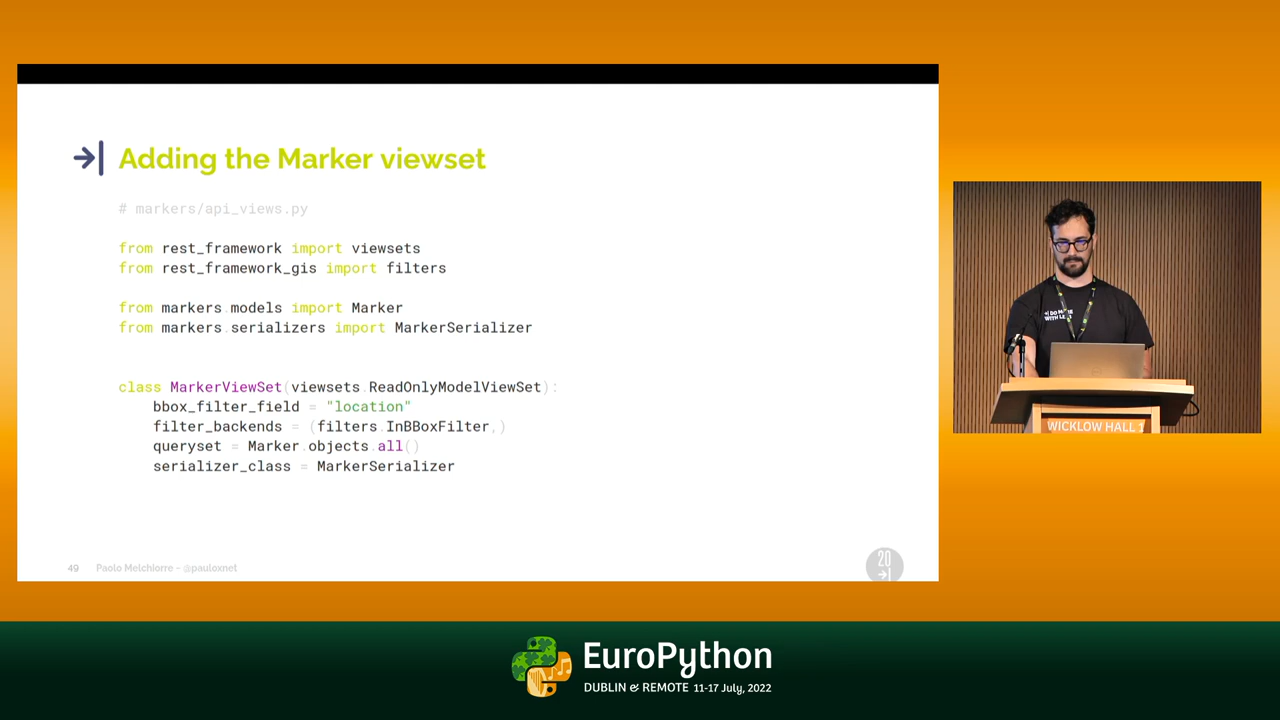 Adding the Marker viewset
# markers/api_views.py
from rest_framework import viewsets
from rest_framework_gis import filters
from markers.models import Marker
from markers.serializers import MarkerSerializer
class MarkerViewSet(viewsets.ReadOnlyModelViewSet):
bbox_filter_field = "location"
filter_backends = (filters.InBBoxFilter,)
queryset = Marker.objects.all()
serializer_class = MarkerSerializer
49 Paolo Melchiorre - @pauloxnet
20
WICKLOW HALL 1
EuroPython
DUBLIN & REMOTE 11-17 July, 2022